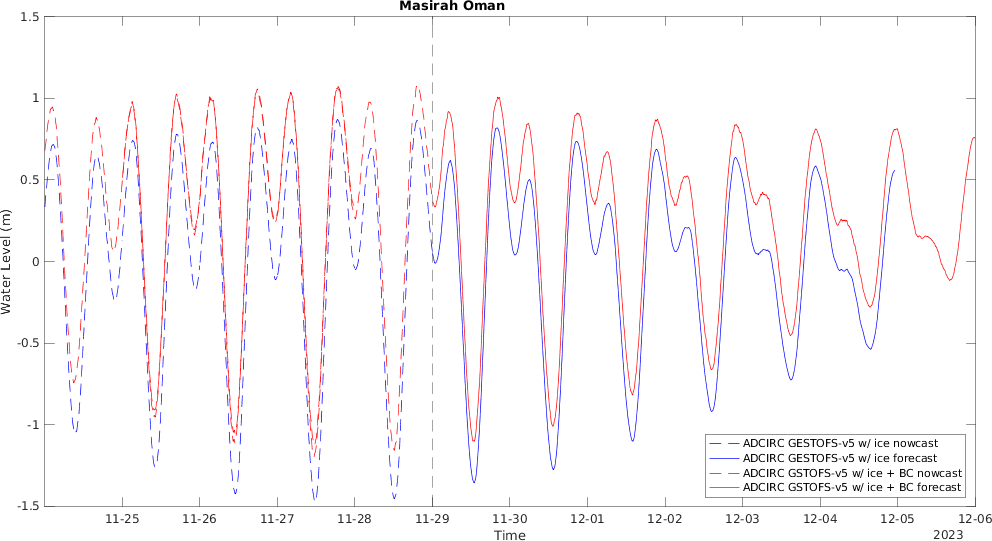 Masirah Oman
1.5
1
0.5
0
-0.5
-1
-1.5
Water Level (m)
11-25 11-26 11-27 11-28 11-29 11-30 12-01 12-02 12-03 12-04 12-05 12-06
Time
2023
ADCIRC GESTOFS-v5 w/ ice nowcast
ADCIRC GESTOFS-v5 w/ ice forecast
ADCIRC GSTOFS-v5 w/ ice + BC nowcast
ADCIRC GSTOFS-v5 w/ ice + BC forecast